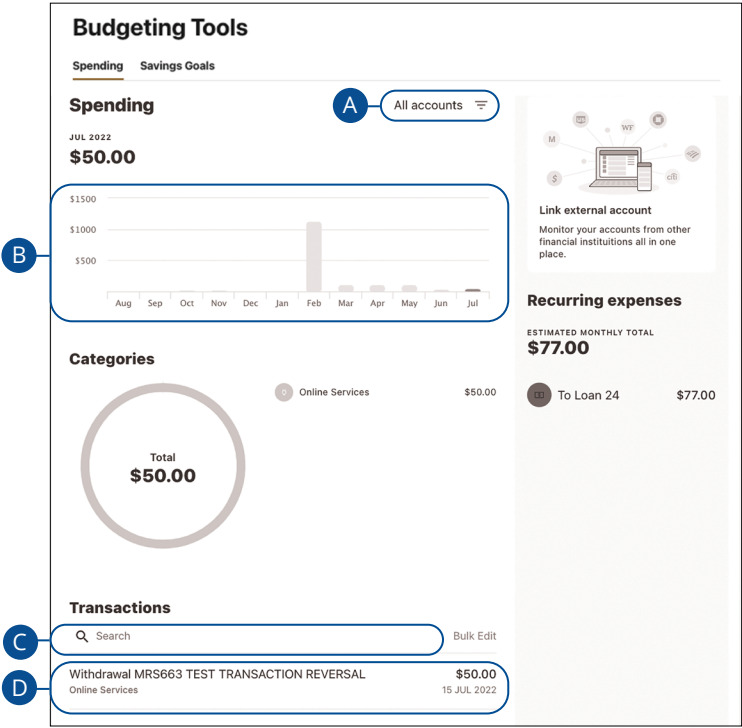 Budgeting Tools
Spending Savings Goals
Spending
A
All accounts
JUL 2022
$50.00
B
$1500
$1000
$500
Aug Sep Oct Nov Dec Jan Feb Mar Apr May Jun Jul
M
WF
$
citi
Link external account
Monitor your accounts from other
financial instituitions all in one
place.
Recurring expenses
ESTIMATED MONTHLY TOTAL
$77.00
To Loan 24 $77.00
Categories
Total
$50.00
Online Services $50.00
Transactions
C
Search
Bulk Edit
D
Withdrawal MRS663 TEST TRANSACTION REVERSAL $50.00
Online Services 15 JUL 2022